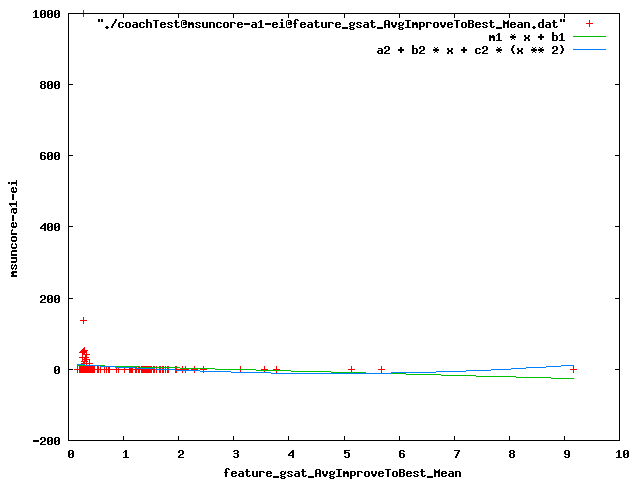 "./coachTest@msuncore-a1-ei@feature_gsat_AvgImproveToBest_Mean.dat"
m1 * x + b1
a2 + b2 * x + c2 * (x ** 2)
1000
800
600
400
200
0
-200
msuncore-a1-ei
0 1 2 3 4 5 6 7 8 9 10
feature_gsat_AvgImproveToBest_Mean